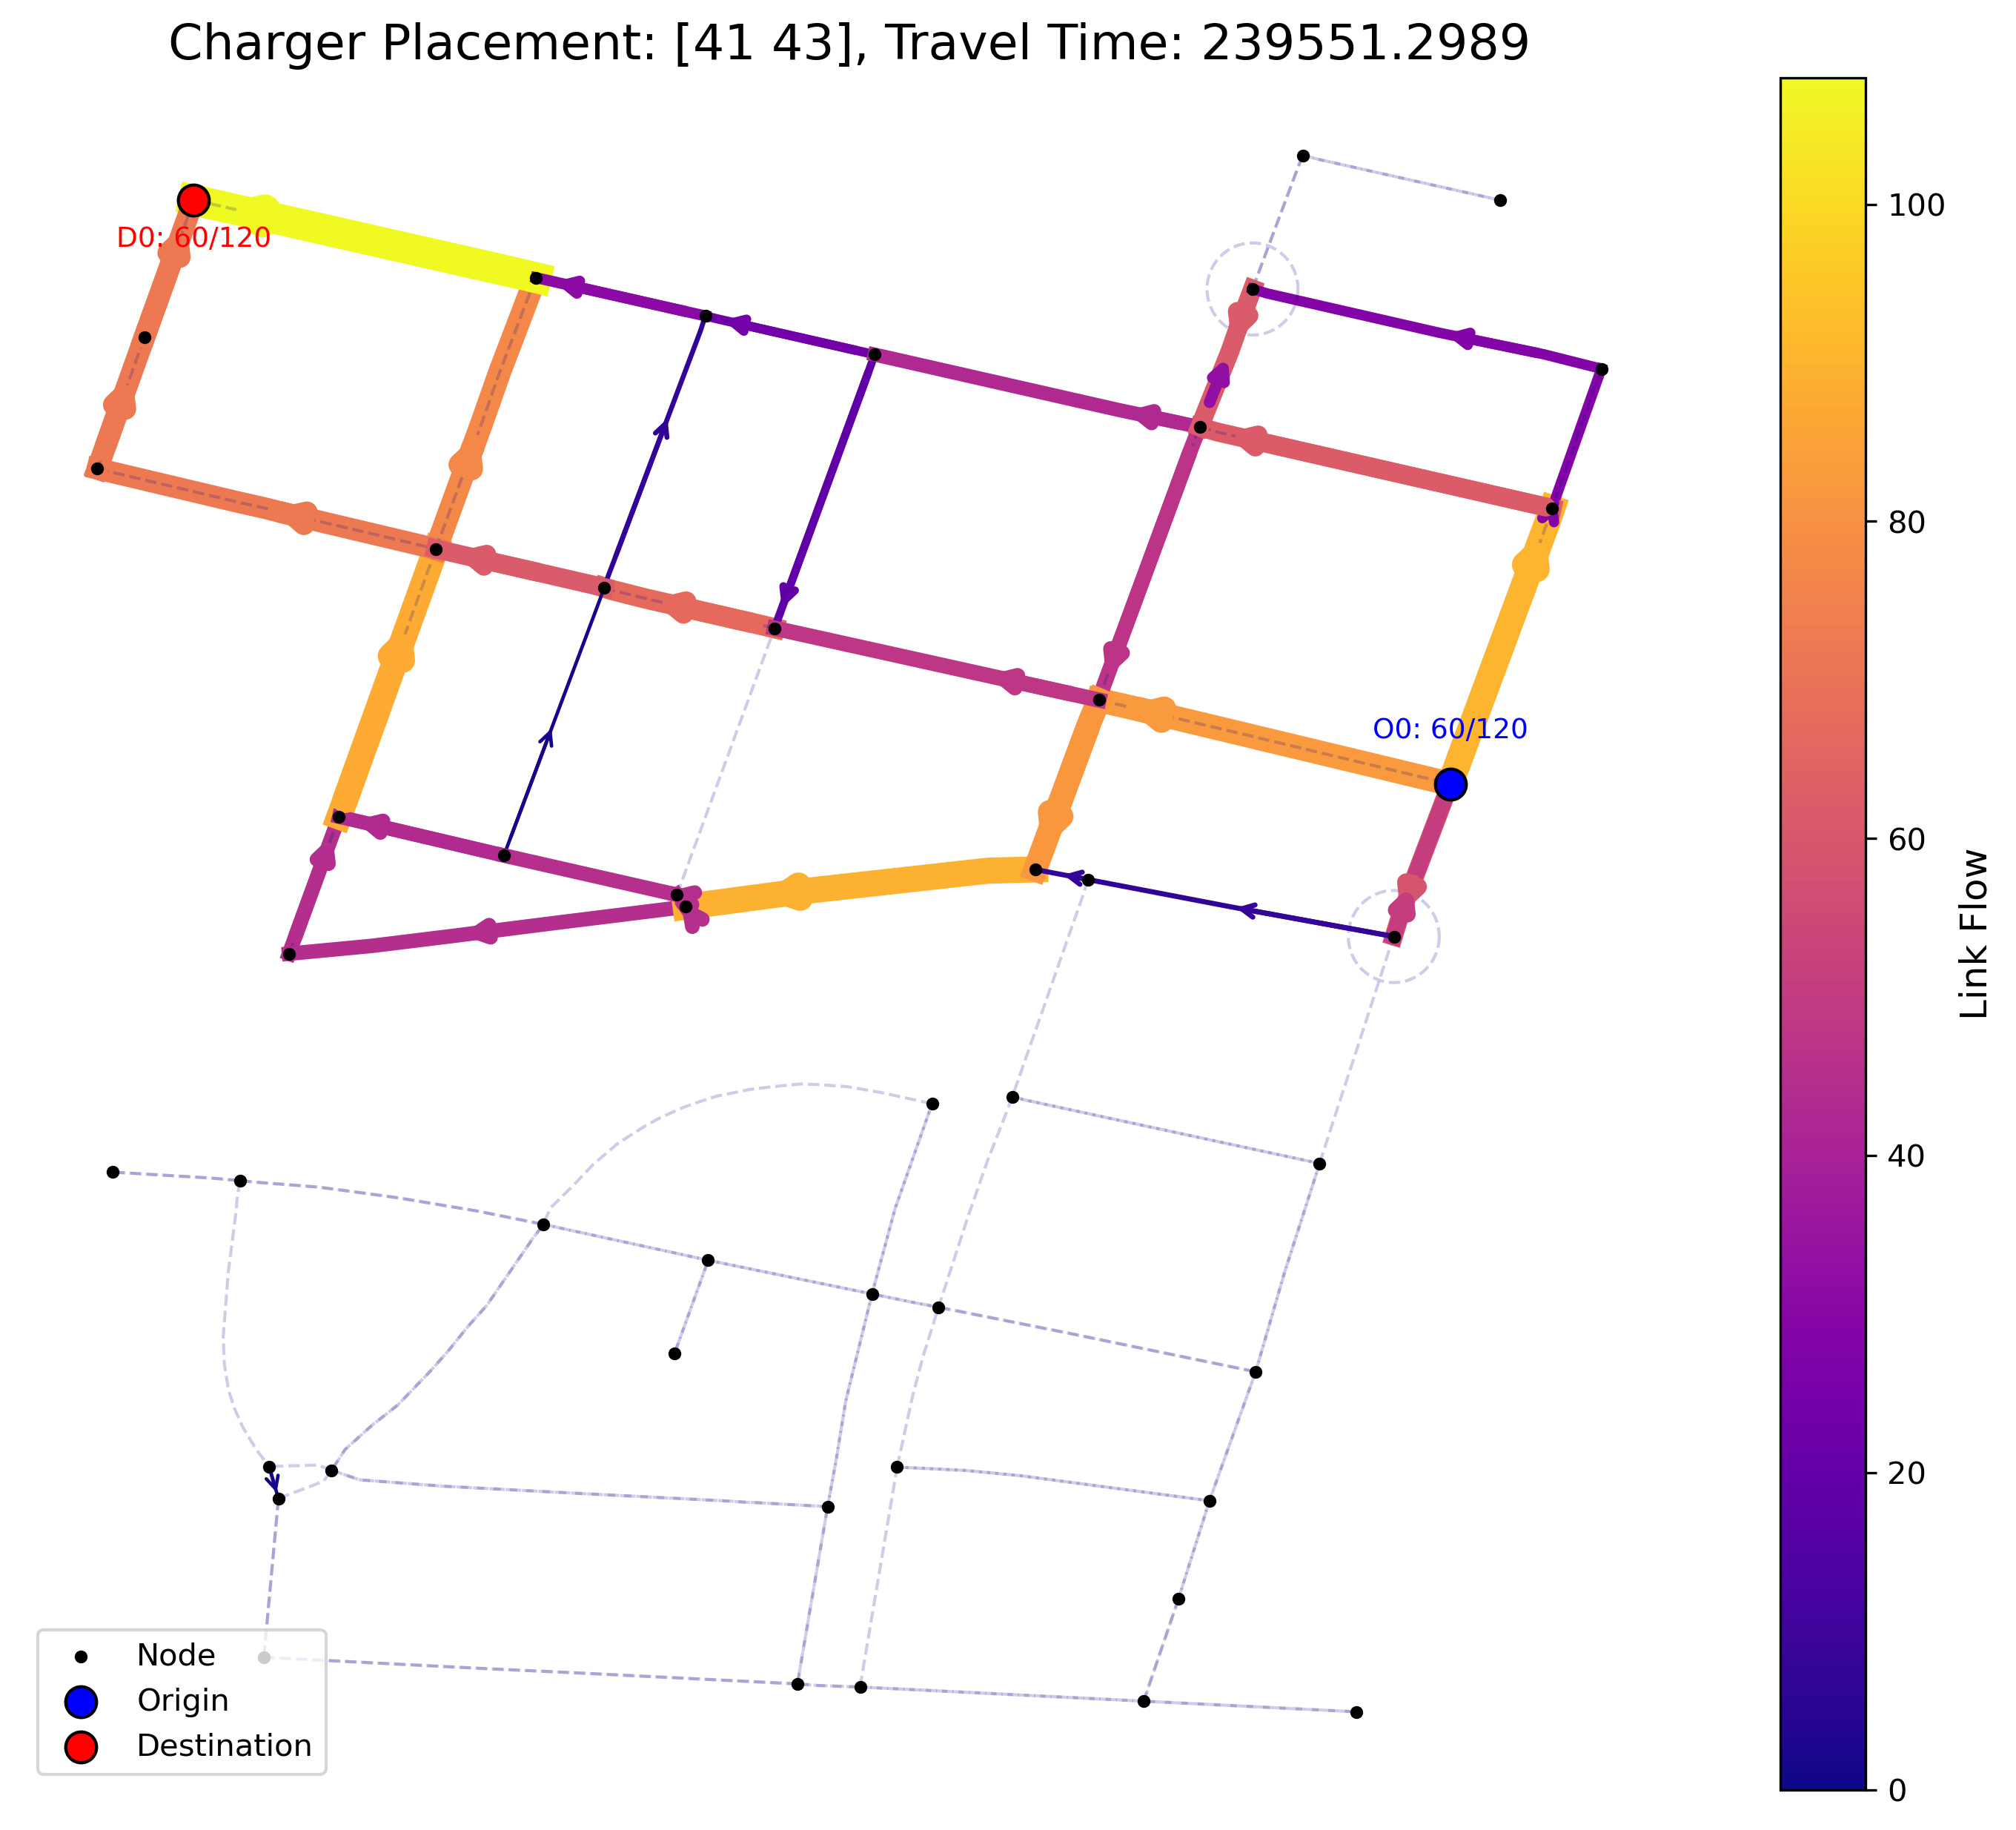 Charger Placement: [41 43], Travel Time: 239551.2989
D0: 60/120
O0: 60/120
100
80
60
40
20
0
Link Flow
Node
Origin
Destination